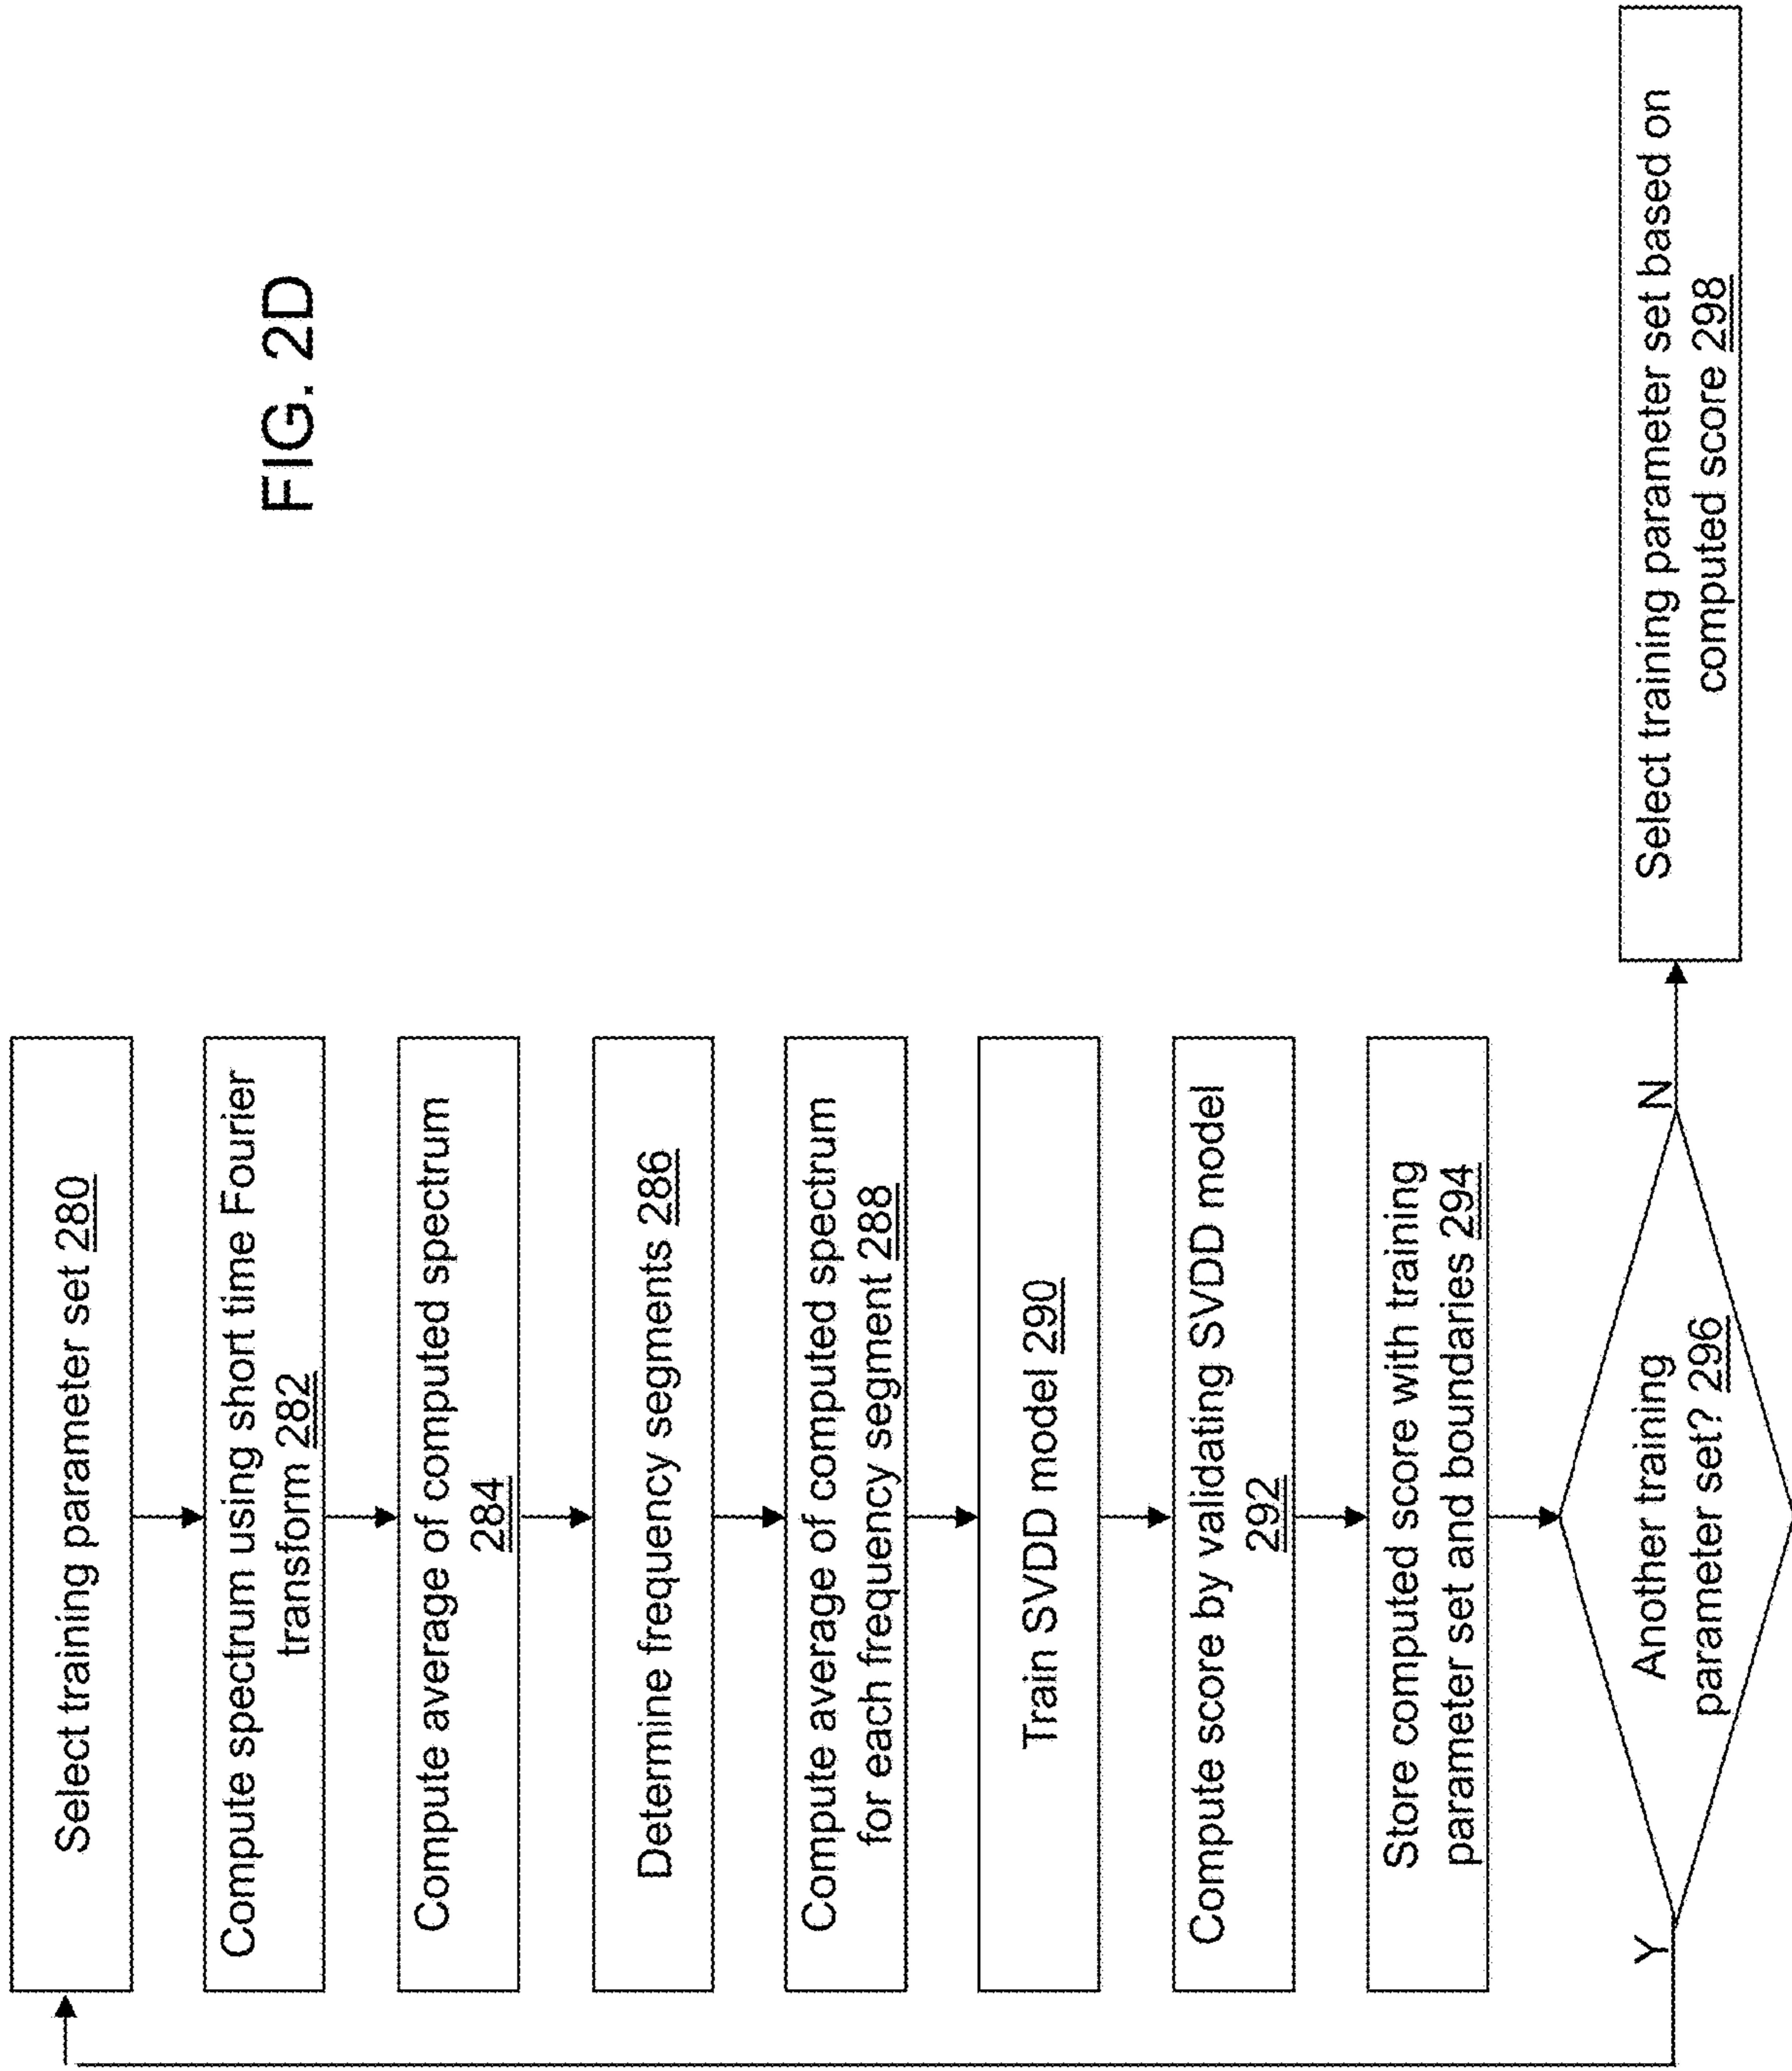 FIG. 2D
Select training parameter set 280
Compute spectrum using short time Fourier
transform 282
Compute average of computed spectrum
284
Determine frequency segments 286
Compute average of computed spectrum
for each frequency segment 288
Train SVDD model 290
Compute score by validating SVDD model
292
Store computed score with training
parameter set and boundaries 294
Another training
parameter set? 296
Y
N
Select training parameter set based on
computed score 298